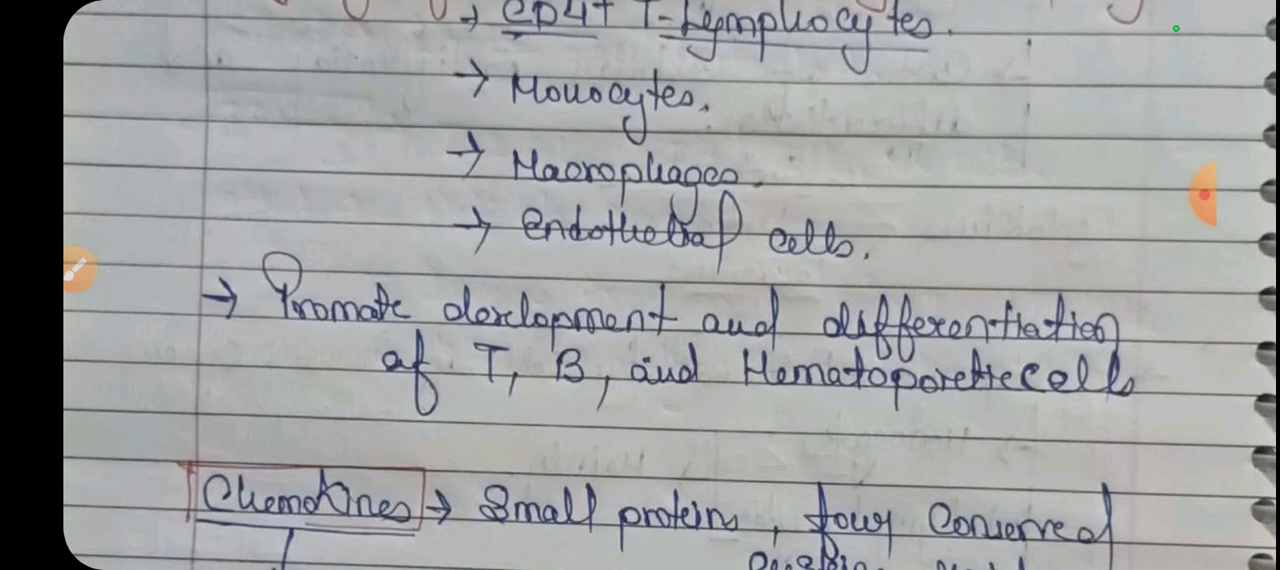 → CD4+ T-Lymphocytes.
→ Monocytes.
→ Macrophages.
→ Endothelial cells.
→ Promote development and differentiation
of T, B, and Hematopoietic cells
Chemokines → Small proteins, four Conserved